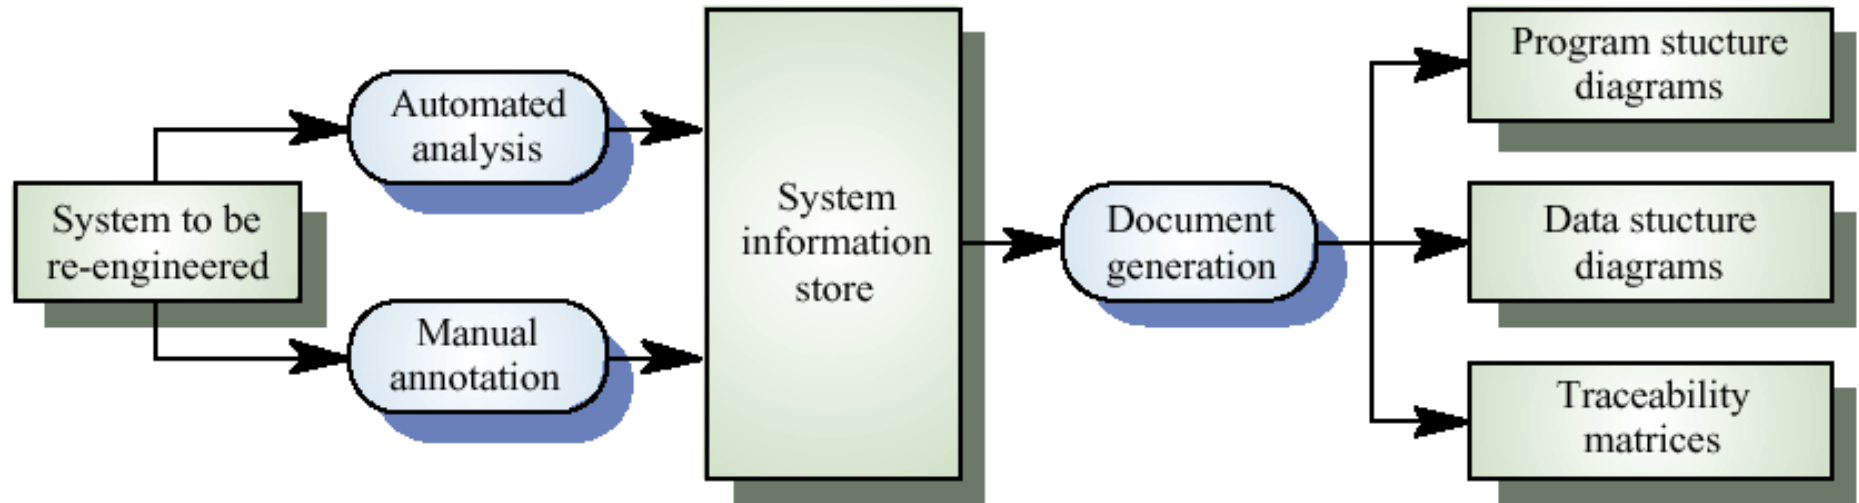 System to be
re-engineered
Automated
analysis
Manual
annotation
System
information
store
Document
generation
Program stucture
diagrams
Data stucture
diagrams
Traceability
matrices